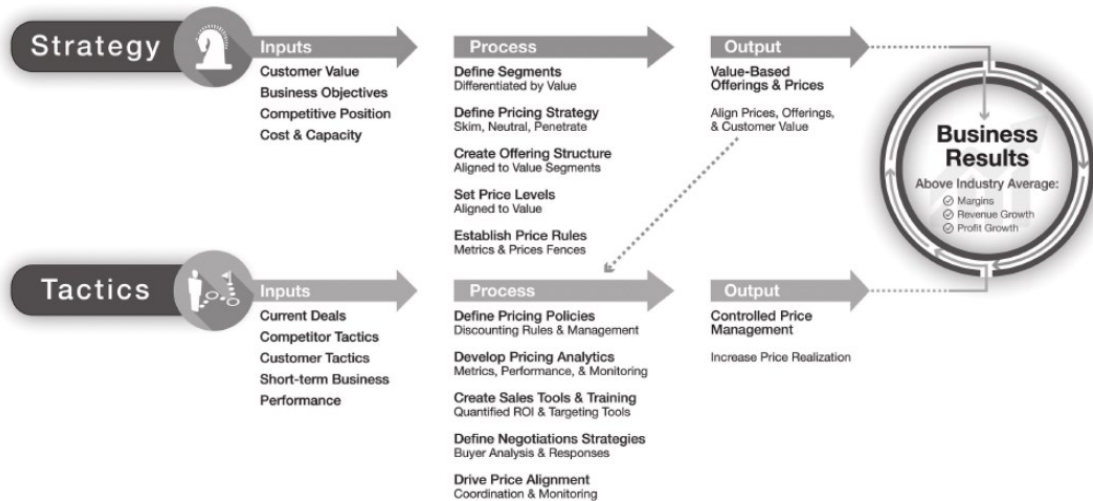 Strategy
Inputs
Customer Value
Business Objectives
Competitive Position
Cost & Capacity
Process
Define Segments
Differentiated by Value
Define Pricing Strategy
Skim, Neutral, Penetrate
Create Offering Structure
Aligned to Value Segments
Set Price Levels
Aligned to Value
Establish Price Rules
Metrics & Prices Fences
Output
Value-Based
Offerings & Prices
Align Prices, Offerings,
& Customer Value
Business
Results
Above Industry Average:
Margins
Revenue Growth
Profit Growth
Tactics
Inputs
Current Deals
Competitor Tactics
Customer Tactics
Short-term Business
Performance
Process
Define Pricing Policies
Discounting Rules & Management
Develop Pricing Analytics
Metrics, Performance, & Monitoring
Create Sales Tools & Training
Quantified ROI & Targeting Tools
Define Negotiations Strategies
Buyer Analysis & Responses
Drive Price Alignment
Coordination & Monitoring
Output
Controlled Price
Management
Increase Price Realization